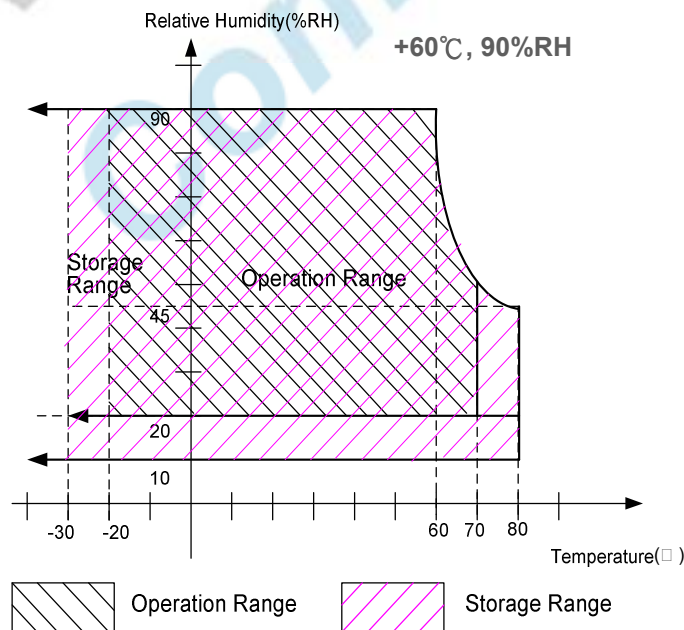 Relative Humidity(%RH)
+60℃, 90%RH
90
Storage
Range
Operation Range
45
20
10
-30
-20
60
70
80
Temperature(□ )
Operation Range
Storage Range